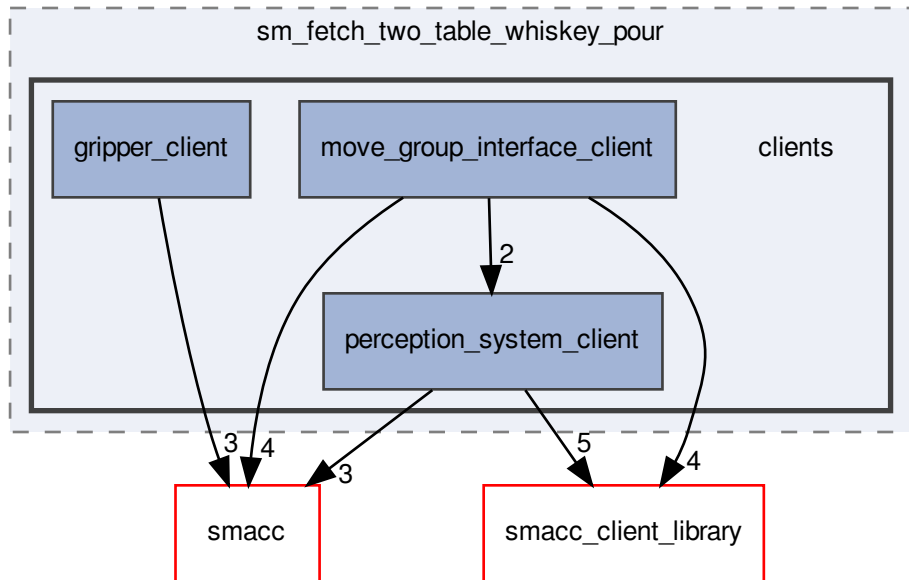 sm_fetch_two_table_whiskey_pour
gripper_client
move_group_interface_client
clients
2
perception_system_client
3
4
3
5
4
smacc
smacc_client_library